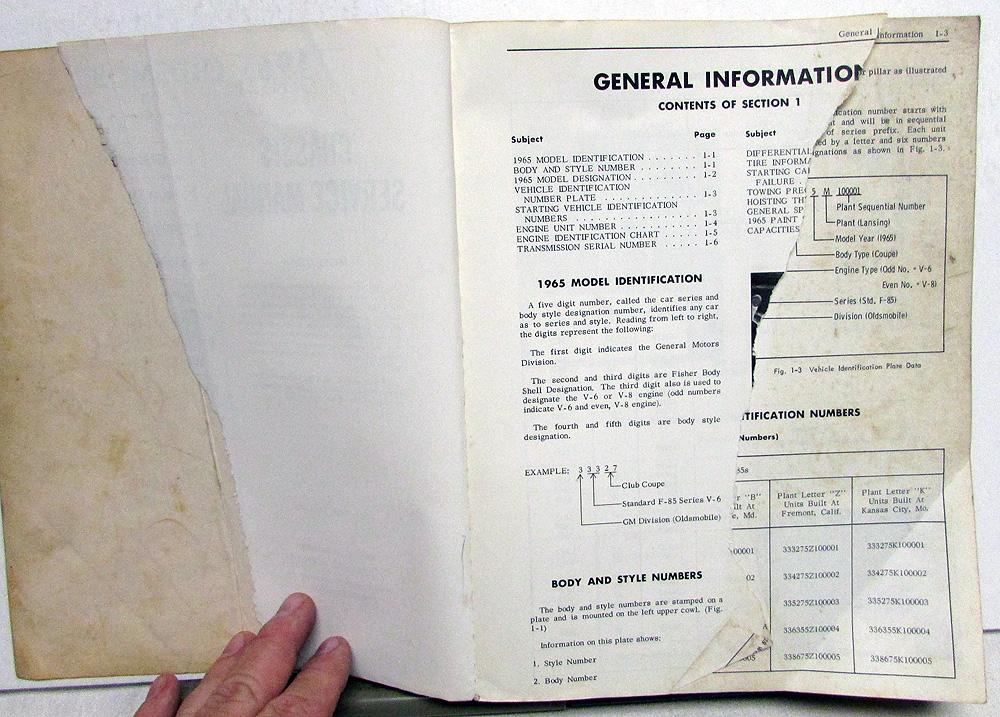 General Information 1-3
GENERAL INFORMATION
CONTENTS OF SECTION 1
Subject Page
1965 MODEL IDENTIFICATION . . . . . . . 1-1
BODY AND STYLE NUMBER . . . . . . . . 1-1
1965 MODEL DESIGNATION . . . . . . . . . 1-2
VEHICLE IDENTIFICATION
NUMBER PLATE . . . . . . . . . . . . . 1-3
STARTING VEHICLE IDENTIFICATION
NUMBERS . . . . . . . . . . . . . . . 1-3
ENGINE UNIT NUMBER . . . . . . . . . . . 1-4
ENGINE IDENTIFICATION CHART . . . . . 1-5
TRANSMISSION SERIAL NUMBER . . . . . 1-6
Subject
DIFFERENTIAL
TIRE INFORMA
STARTING CA
FAILURE .
TOWING PRE
HOISTING TH
GENERAL SP
1965 PAINT
CAPACITIES
1965 MODEL IDENTIFICATION
A five digit number, called the car series and
body style designation number, identifies any car
as to series and style. Reading from left to right,
the digits represent the following:
The first digit indicates the General Motors
Division.
The second and third digits are Fisher Body
Shell Designation. The third digit also is used to
designate the V-6 or V-8 engine (odd numbers
indicate V-6 and even, V-8 engine).
The fourth and fifth digits are body style
designation.
EXAMPLE: 3 3 3 2 7
Club Coupe
Standard F-85 Series V-6
GM Division (Oldsmobile)
BODY AND STYLE NUMBERS
The body and style numbers are stamped on a
plate and is mounted on the left upper cowl. (Fig.
1-1)
Information on this plate shows:
1. Style Number
2. Body Number
r pillar as illustrated
ication number starts with
t and will be in sequential
of series prefix. Each unit
ed by a letter and six numbers
ignations as shown in Fig. 1-3.
5 M 100001
Plant Sequential Number
Plant (Lansing)
Model Year (1965)
Body Type (Coupe)
Engine Type (Odd No. - V-6
Even No. - V-8)
Series (Std. F-85)
Division (Oldsmobile)
Fig. 1-3 Vehicle Identification Plate Data
TIFICATION NUMBERS
Numbers)
85s
r "B" Plant Letter "Z" Plant Letter "K"
ilt At Units Built At Units Built At
e, Md. Fremont, Calif. Kansas City, Mo.
00001 333275Z100001 333275K100001
02 334275Z100002 334275K100002
335275Z100003 335275K100003
336355Z100004 336355K100004
005 338675Z100005 338675K100005